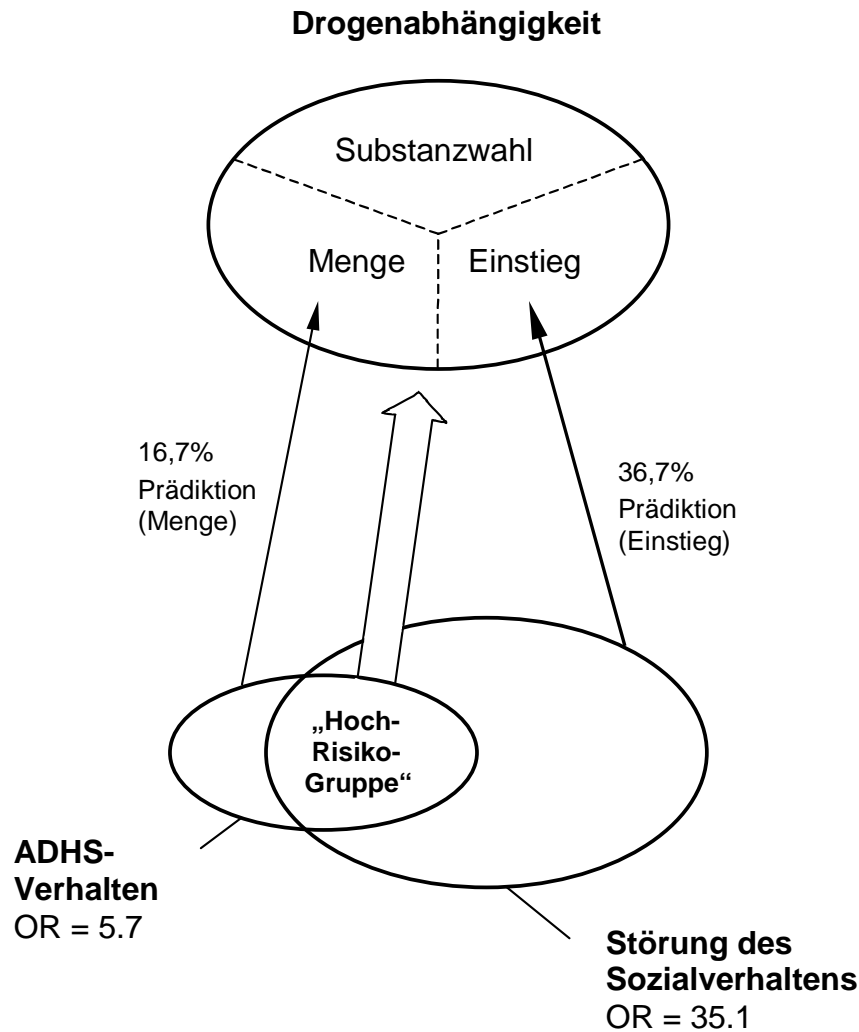 Drogenabhängigkeit
Substanzwahl
Menge
Einstieg
16,7%
Prädiktion
(Menge)
36,7%
Prädiktion
(Einstieg)
„Hoch-
Risiko-
Gruppe“
ADHS-
Verhalten
OR = 5.7
Störung des
Sozialverhaltens
OR = 35.1